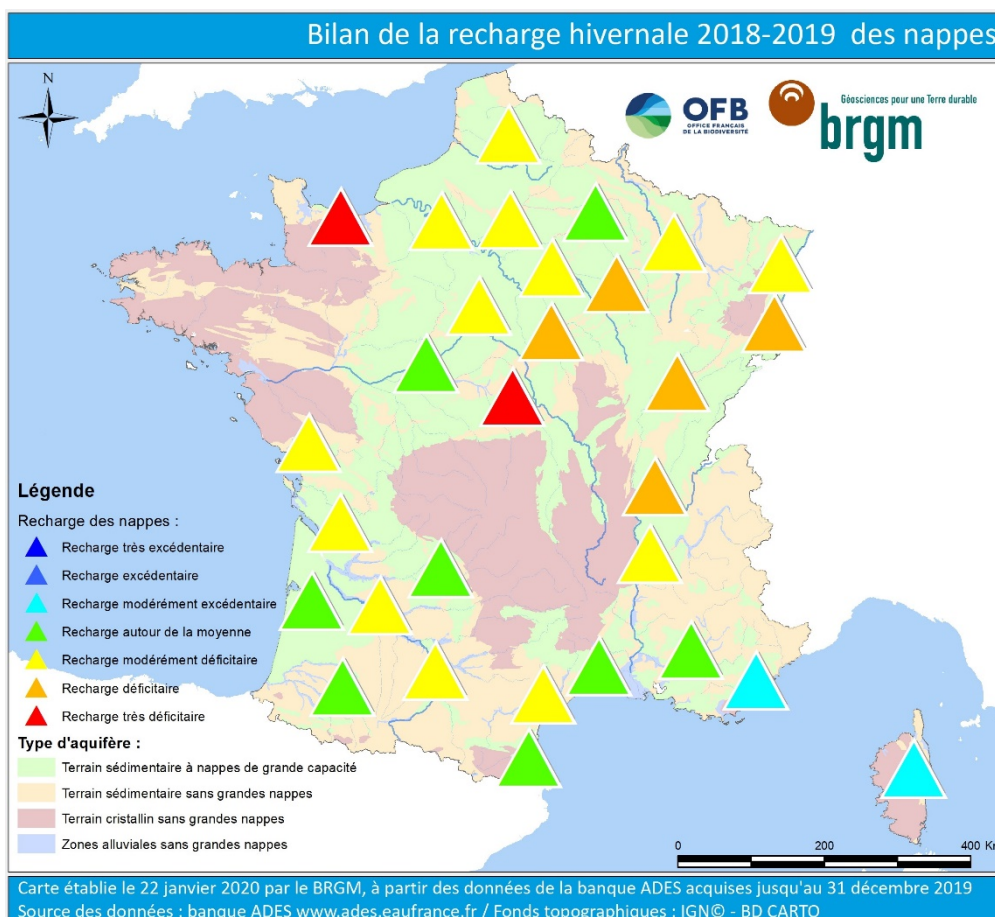 Bilan de la recharge hivernale 2018-2019 des nappes
N
OFB
OFFICE FRANÇAIS
DE LA BIODIVERSITÉ
Géosciences pour une Terre durable
brgm
Légende
Recharge des nappes :
Recharge très excédentaire
Recharge excédentaire
Recharge modérément excédentaire
Recharge autour de la moyenne
Recharge modérément déficitaire
Recharge déficitaire
Recharge très déficitaire
Type d'aquifère :
Terrain sédimentaire à nappes de grande capacité
Terrain sédimentaire sans grandes nappes
Terrain cristallin sans grandes nappes
Zones alluviales sans grandes nappes
0 200 400 K
Carte établie le 22 janvier 2020 par le BRGM, à partir des données de la banque ADES acquises jusqu'au 31 décembre 2019
Source des données : banque ADES www.ades.eaufrance.fr / Fonds topographiques : IGN© - BD CARTO